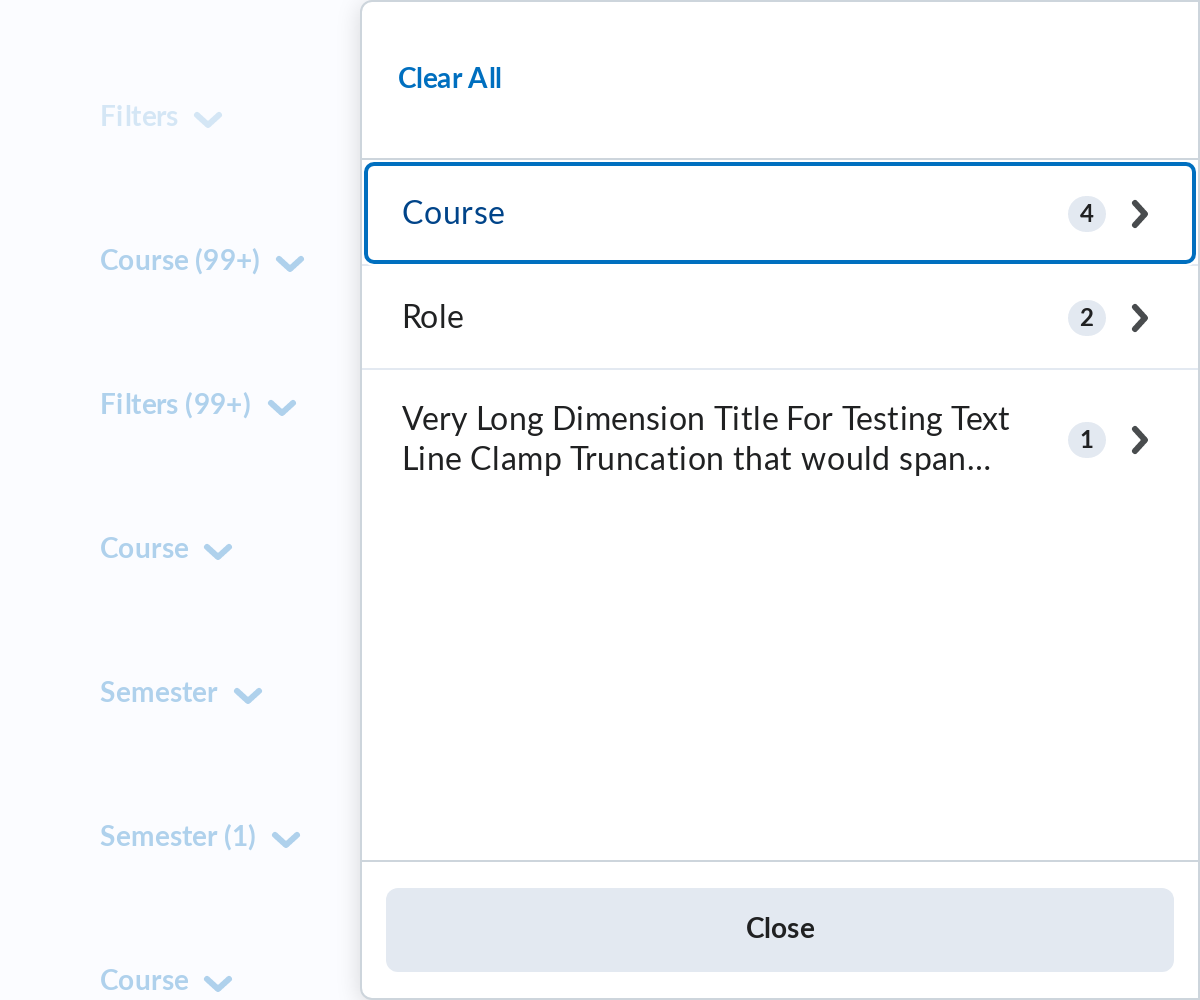 Filters
Course (99+)
Filters (99+)
Course
Semester
Semester (1)
Course
Clear All
Course 4
Role 2
Very Long Dimension Title For Testing Text
Line Clamp Truncation that would span... 1
Close